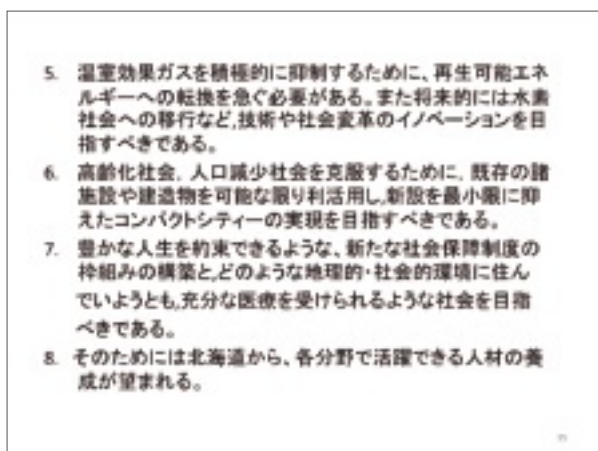 5. 温室効果ガスを積極的に抑制するために、再生可能エネ
ルギーへの転換を急ぐ必要がある。また将来的には水素
社会への移行など,技術や社会変革のイノベーションを目
指すべきである。
6. 高齢化社会，人口減少社会を克服するために，既存の諸
施設や建造物を可能な限り利活用し,新設を最小限に抑
えたコンパクトシティーの実現を目指すべきである。
7. 豊かな人生を約束できるような、新たな社会保障制度の
枠組みの構築と,どのような地理的・社会的環境に住ん
でいようとも,充分な医療を受けられるような社会を目指
べきである。
8. そのためには北海道から、各分野で活躍できる人材の養
成が望まれる。